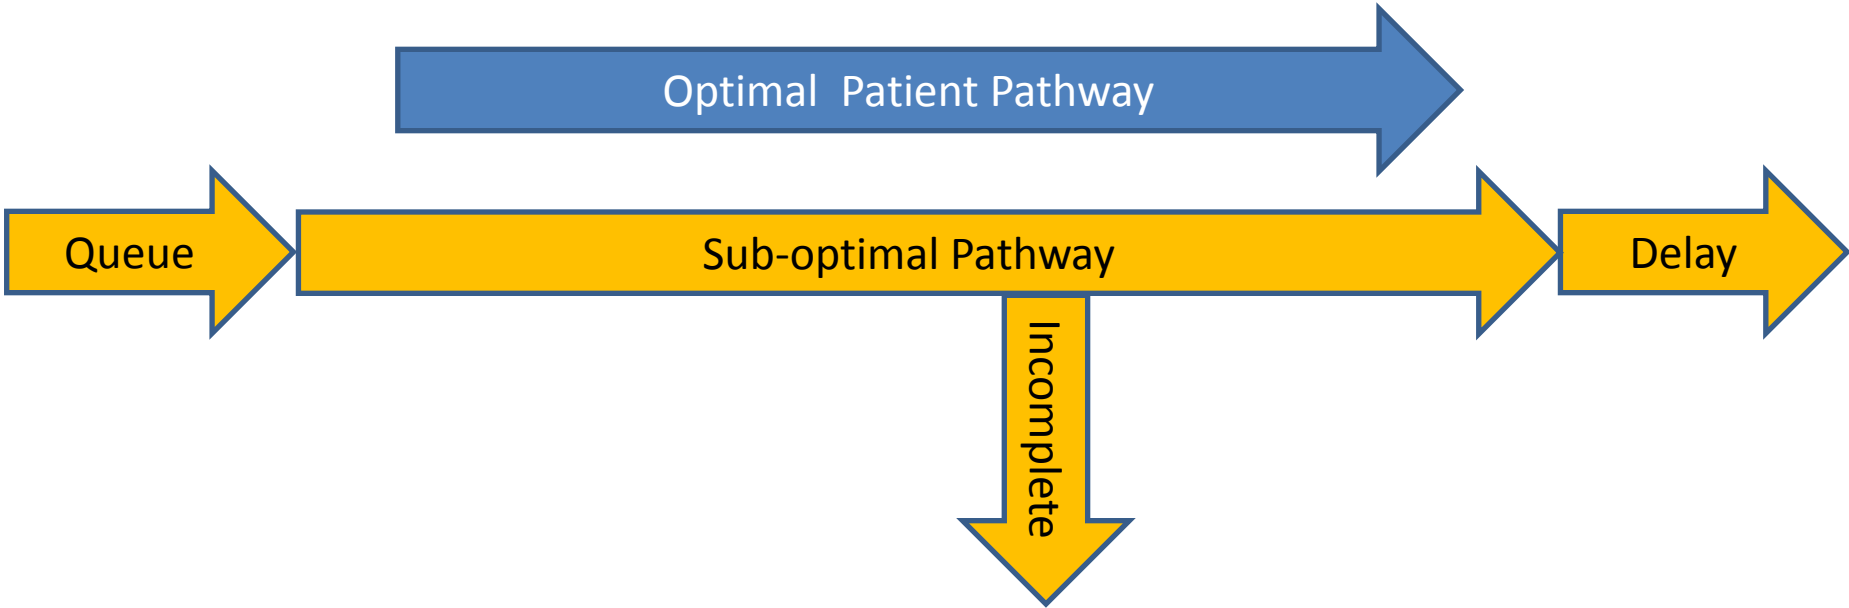 Optimal  Patient Pathway
Queue
Sub-optimal Pathway
Delay
Incomplete